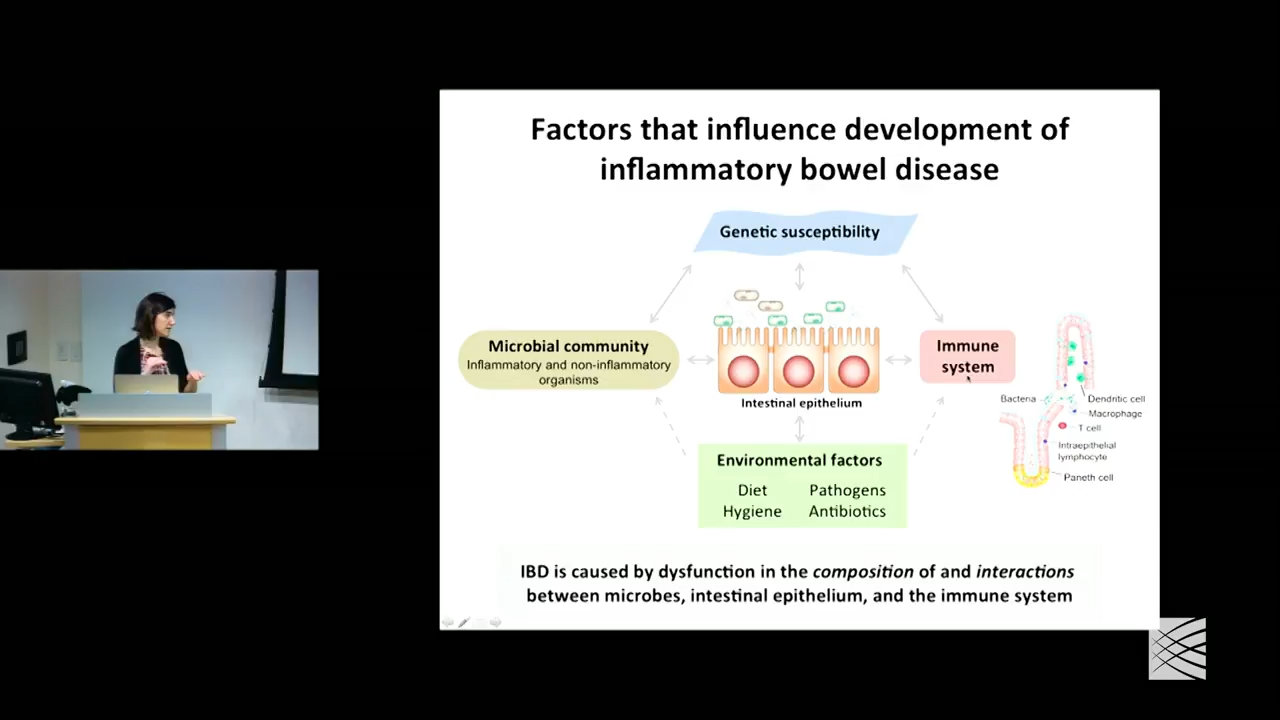 Factors that influence development of
inflammatory bowel disease
Genetic susceptibility
Microbial community
Inflammatory and non-inflammatory
organisms
Intestinal epithelium
Immune
system
Bacteria
Dendritic cell
Macrophage
T cell
Intraepithelial
lymphocyte
Paneth cell
Environmental factors
Diet Pathogens
Hygiene Antibiotics
IBD is caused by dysfunction in the composition of and interactions
between microbes, intestinal epithelium, and the immune system